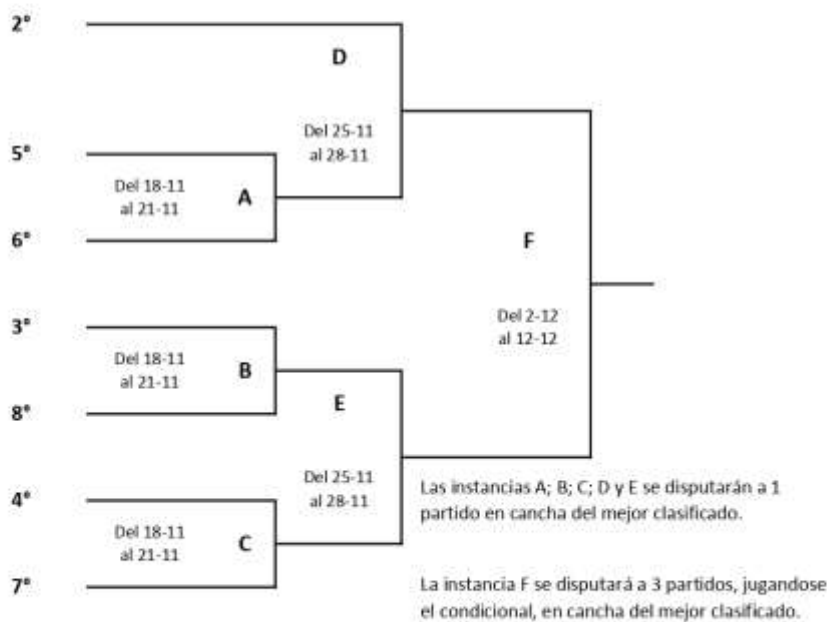 2°
D
Del 25-11
al 28-11
5°
Del 18-11
al 21-11
A
6°
F
Del 2-12
al 12-12
3°
Del 18-11
al 21-11
B
8°
E
Del 25-11
al 28-11
4°
Del 18-11
al 21-11
C
7°
Las instancias A; B; C; D y E se disputarán a 1
partido en cancha del mejor clasificado.
La instancia F se disputará a 3 partidos, jugandose
el condicional, en cancha del mejor clasificado.